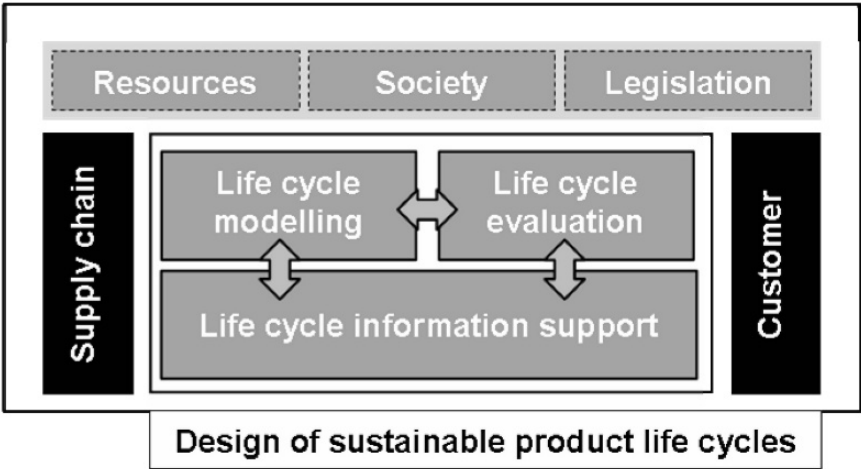 Resources
Society
Legislation
Supply chain
Life cycle
modelling
Life cycle
evaluation
Life cycle information support
Customer
Design of sustainable product life cycles